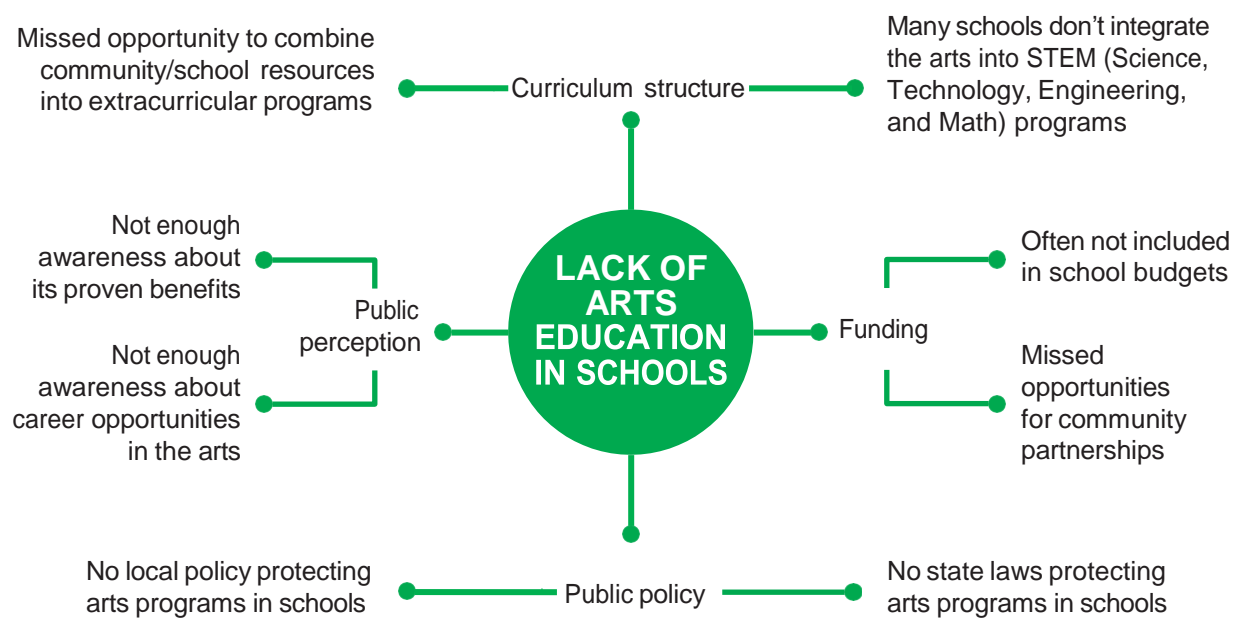 Missed opportunity to combine
community/school resources
into extracurricular programs
Curriculum structure
Many schools don’t integrate
the arts into STEM (Science,
Technology, Engineering,
and Math) programs
Not enough
awareness about
its proven benefits
Not enough
awareness about
career opportunities
in the arts
Public
perception
LACK OF
ARTS
EDUCATION
IN SCHOOLS
Funding
Often not included
in school budgets
Missed
opportunities
for community
partnerships
No local policy protecting
arts programs in schools
Public policy
No state laws protecting
arts programs in schools